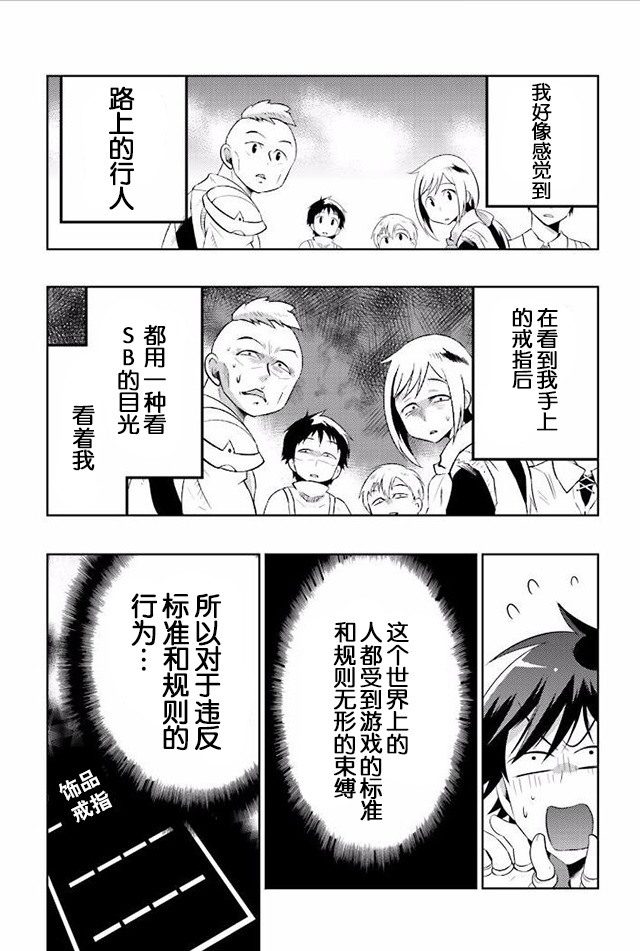 我好像感觉到
路上的行人
在看到我手上
的戒指后
都用一种看
SB的目光
看着我
这个世界上的
人都受到游戏的标准
和规则无形的束缚
所以对于违反
标准和规则的
行为…
饰品
戒指